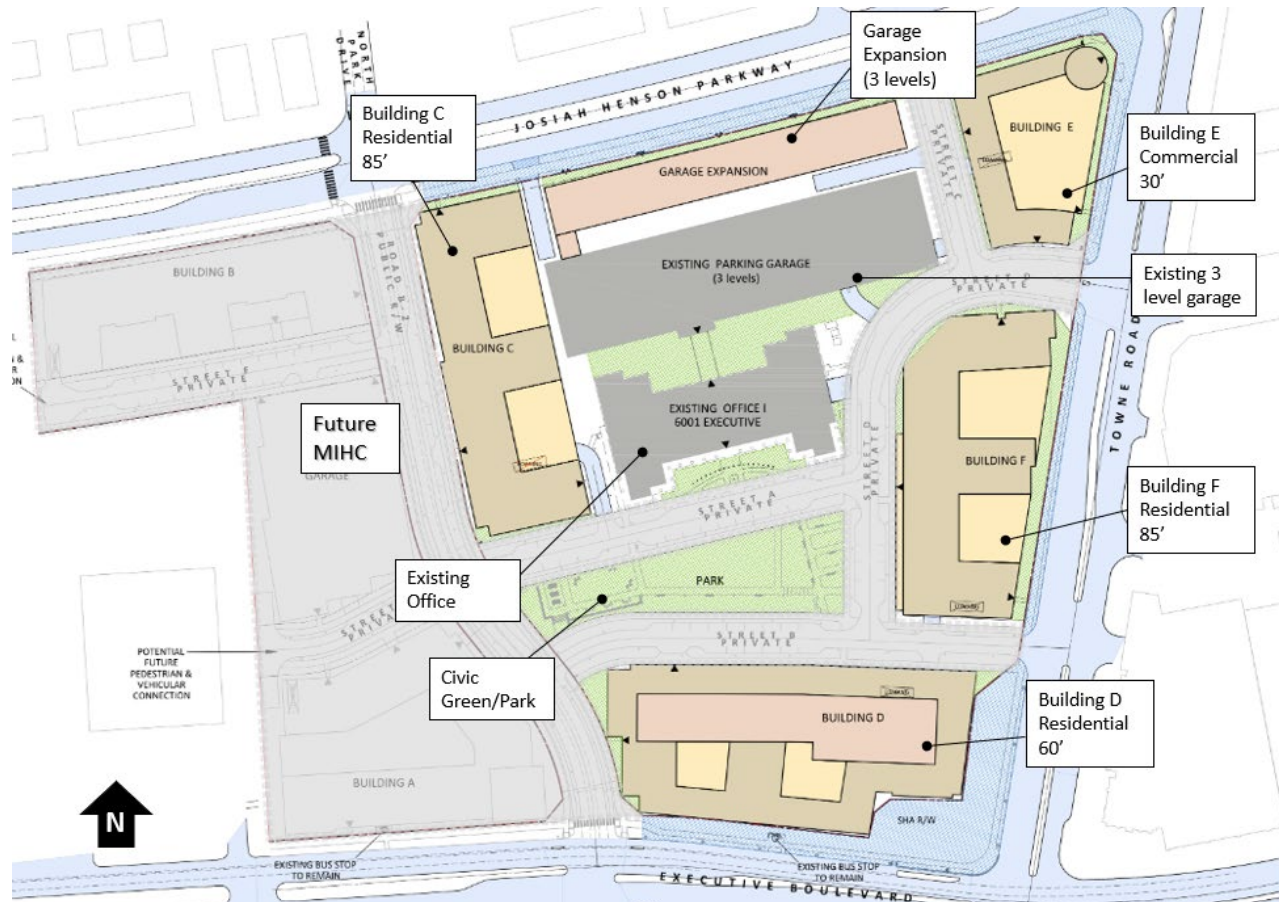 NORTH
PARK
DRIVE
JOSIAH HENSON PARKWAY
Garage
Expansion
(3 levels)
Building C
Residential
85’
BUILDING E
Building E
Commercial
30’
GARAGE EXPANSION
STREET C
PRIVATE
BUILDING B
ROAD B-2
PUBLIC R/W
EXISTING PARKING GARAGE
(3 levels)
Existing 3
level garage
STREET D
PRIVATE
BUILDING C
STREET F
PRIVATE
TOWNE ROAD
Future
MIHC
GARAGE
EXISTING OFFICE I
6001 EXECUTIVE
STREET D
PRIVATE
BUILDING F
Building F
Residential
85’
STREET A
PRIVATE
Existing
Office
PARK
STREET
STREET B
PRIVATE
POTENTIAL
FUTURE
PEDESTRIAN &
VEHICULAR
CONNECTION
Civic
Green/Park
BUILDING D
Building D
Residential
60’
BUILDING A
N
SHA R/W
EXISTING BUS STOP
TO REMAIN
EXISTING BUS STOP
TO REMAIN
EXECUTIVE BOULEVARD